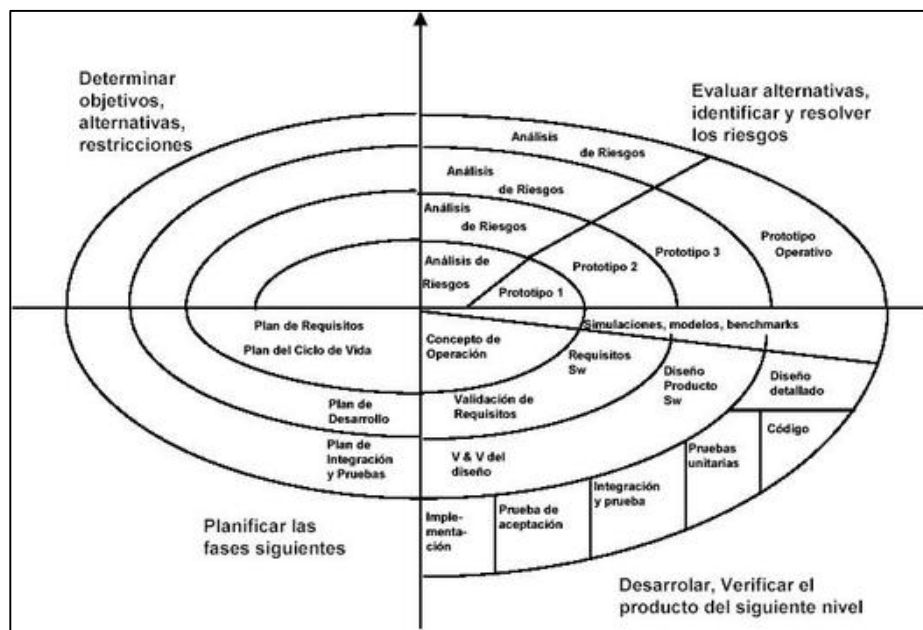 Determinar
objetivos,
alternativas,
restricciones
Evaluar alternativas,
identificar y resolver
los riesgos
Análisis
de Riesgos
Análisis
de Riesgos
Análisis
de Riesgos
Análisis de
Riesgos
Prototipo 1
Prototipo 2
Prototipo 3
Prototipo
Operativo
Simulaciones, modelos, benchmarks
Plan de Requisitos
Plan del Ciclo de Vida
Concepto de
Operación
Requisitos
Sw
Diseño
Producto
Sw
Diseño
detallado
Plan de
Desarrollo
Validación de
Requisitos
Código
Plan de
Integración
y Pruebas
V & V del
diseño
Pruebas
unitarias
Integración
y prueba
Prueba de
aceptación
Imple-
menta-
ción
Planificar las
fases siguientes
Desarrolar, Verificar el
producto del siguiente nivel